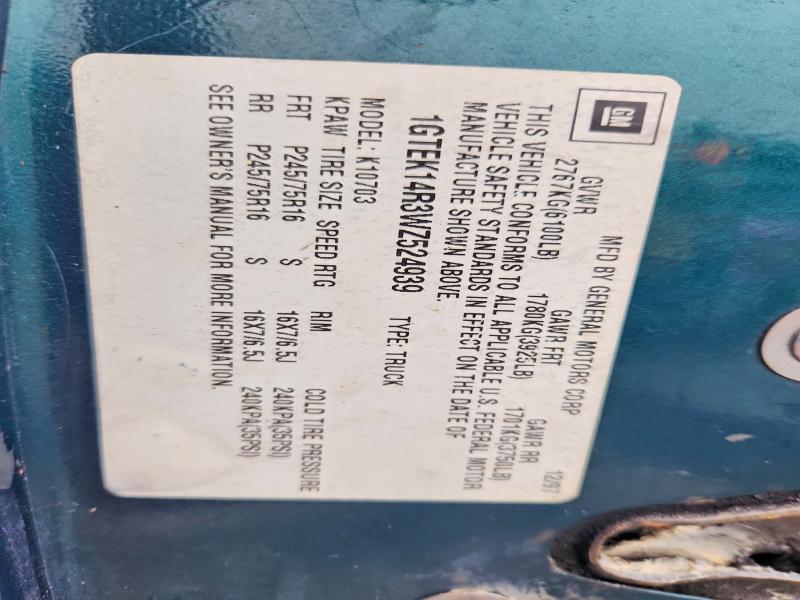 GM
MFD BY GENERAL MOTORS CORP 12/97
GVWR GAWR FRT GAWR RR
2767KG(6100LB) 1780KG(3925LB) 1701KG(3750LB)
THIS VEHICLE CONFORMS TO ALL APPLICABLE U.S. FEDERAL MOTOR
VEHICLE SAFETY STANDARDS IN EFFECT ON THE DATE OF
MANUFACTURE SHOWN ABOVE.
1GTEK14R3WZ524939 TYPE: TRUCK
MODEL: K10703
KPAW TIRE SIZE SPEED RTG RIM COLD TIRE PRESSURE
FRT P245/75R16 S 16X7/6.5J 240KPA(35PSI)
RR P245/75R16 S 16X7/6.5J 240KPA(35PSI)
SEE OWNER'S MANUAL FOR MORE INFORMATION.